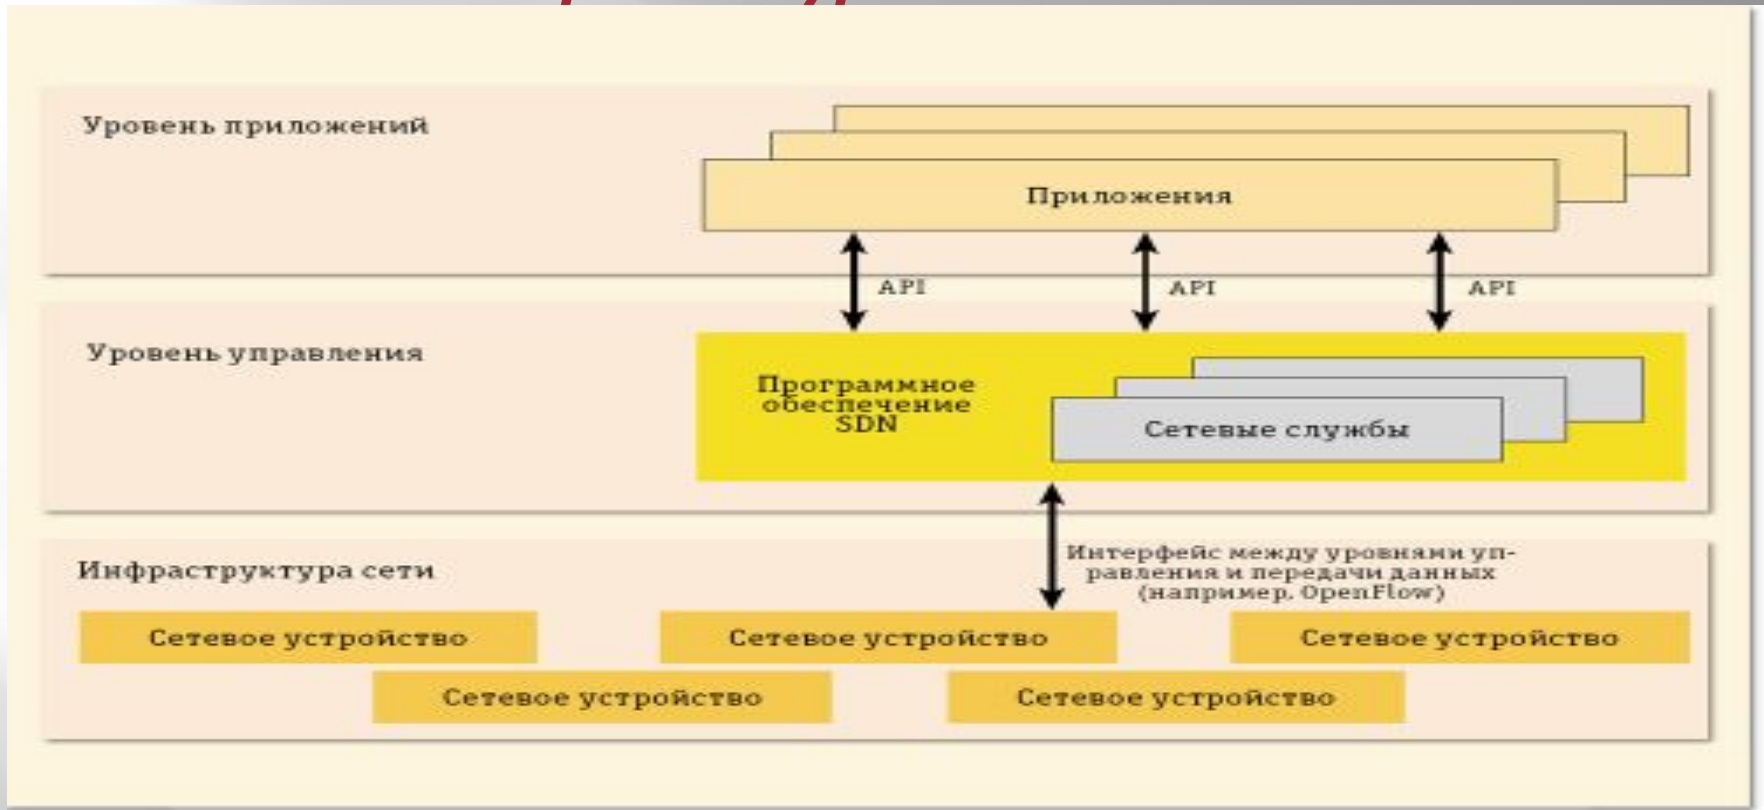 Уровень приложений
Приложения
API
API
API
Уровень управления
Программное
обеспечение
SDN
Сетевые службы
Инфраструктура сети
Интерфейс между уровнями уп-
равления и передачи данных
(например, OpenFlow)
Сетевое устройство
Сетевое устройство
Сетевое устройство
Сетевое устройство
Сетевое устройство